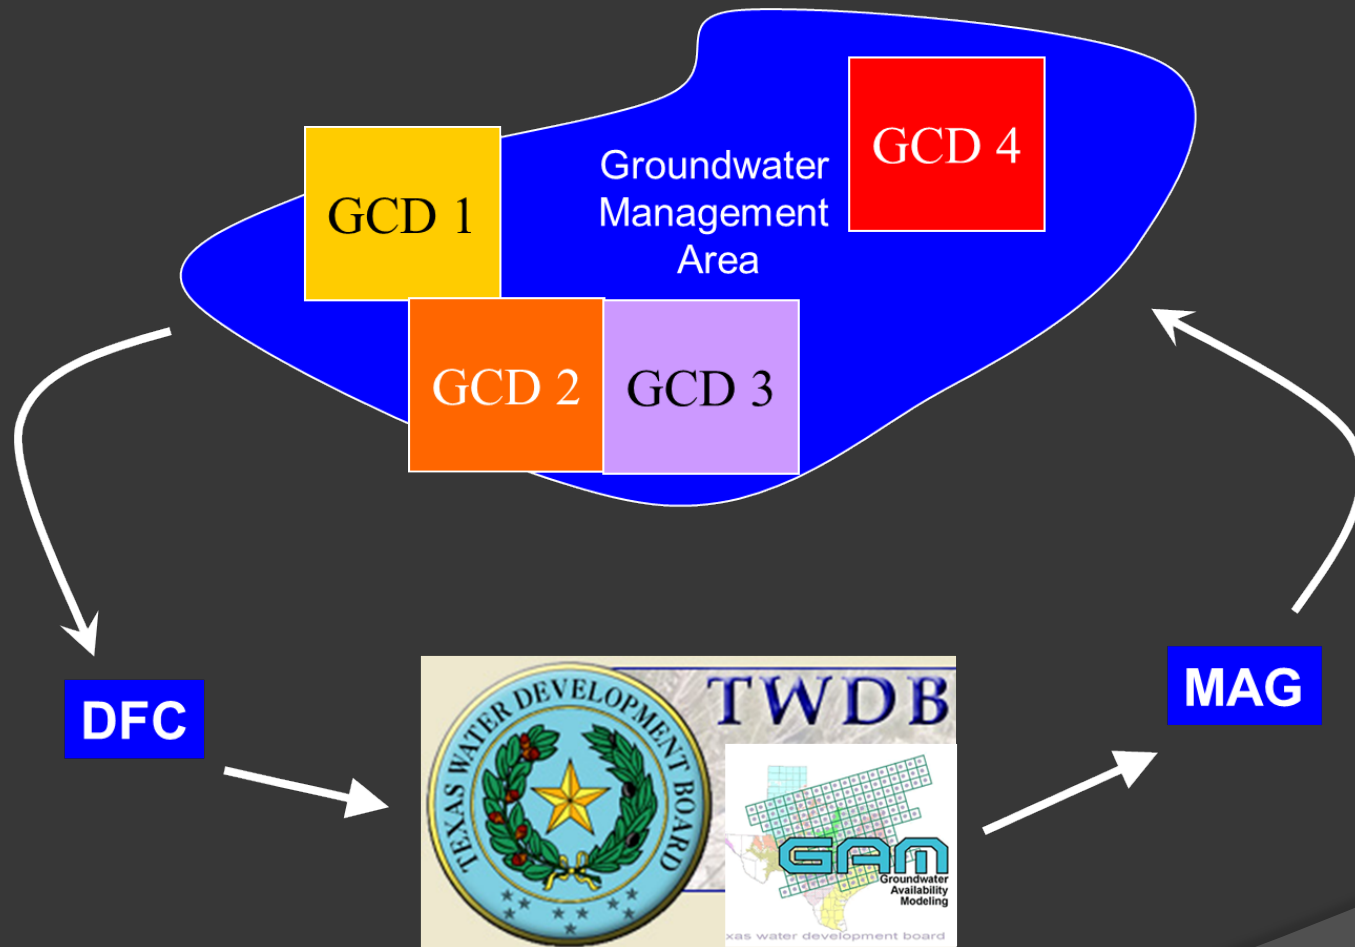 GCD 4
Groundwater
Management
Area
GCD 1
GCD 2
GCD 3
DFC
MAG
TEXAS WATER DEVELOPMENT BOARD
TWDB
GAM
Groundwater
Availability
Modeling
xas water development board